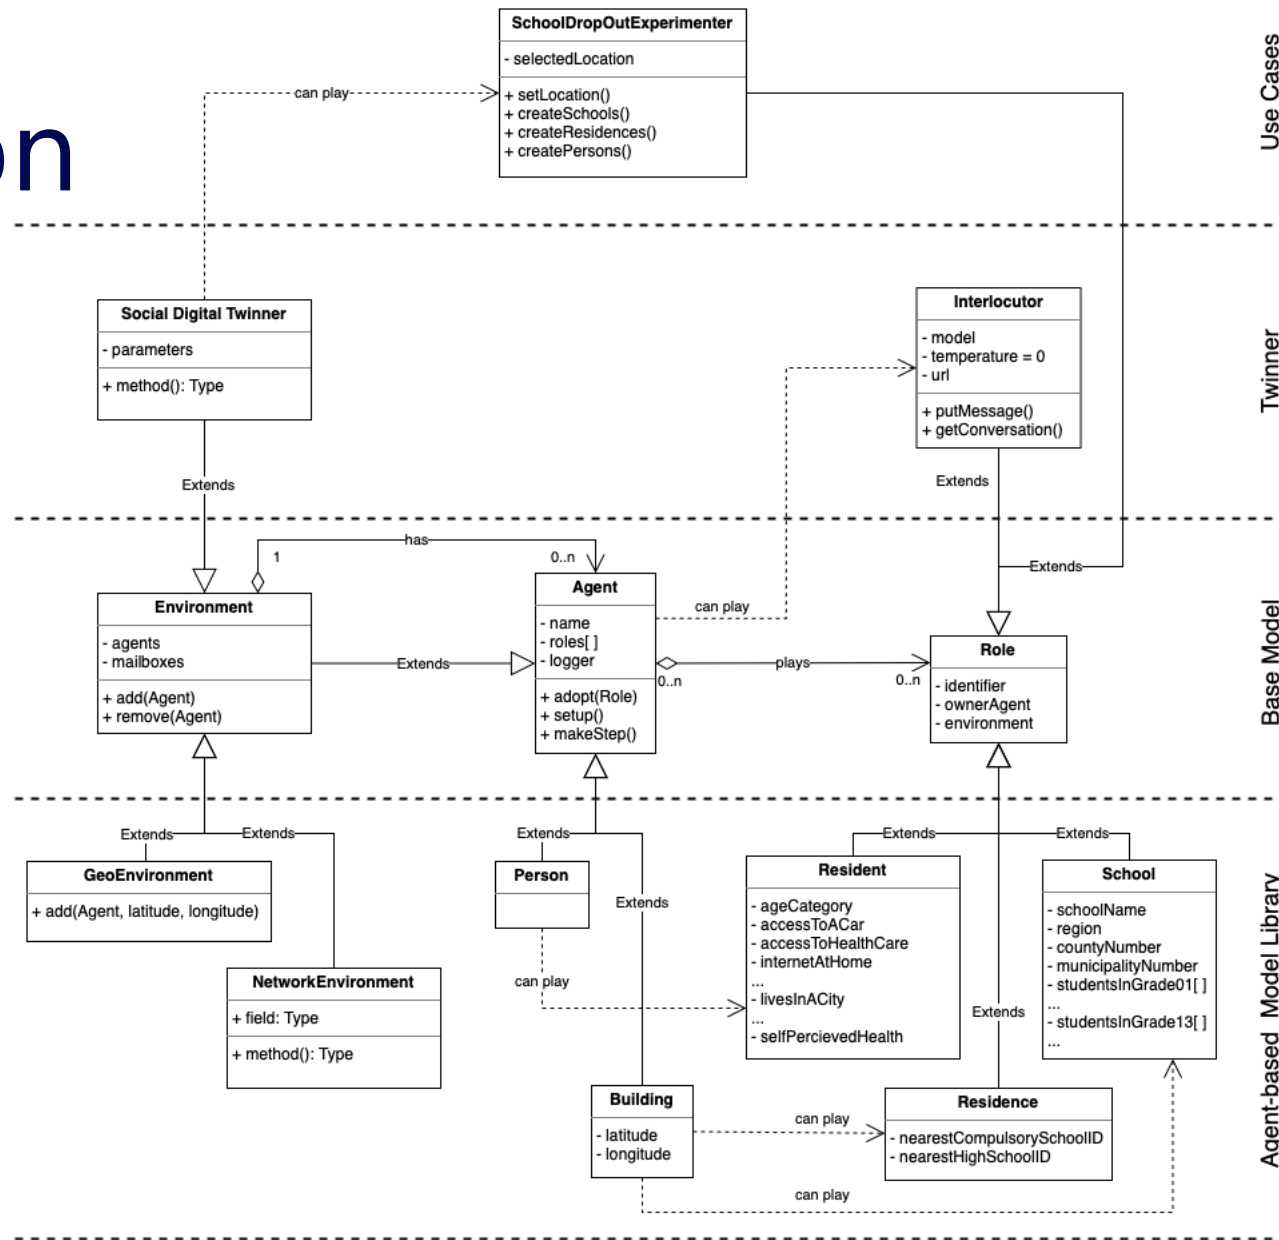 on
SchoolDropOutExperimenter
- selectedLocation
+ setLocation()
+ createSchools()
+ createResidences()
+ createPersons()
can play
Use Cases
Social Digital Twinner
- parameters
+ method(): Type
Extends
Interlocutor
- model
- temperature = 0
- url
+ putMessage()
+ getConversation()
Extends
Twinner
has
1
0..n
Environment
- agents
- mailboxes
+ add(Agent)
+ remove(Agent)
Extends
Agent
- name
- roles[ ]
- logger
+ adopt(Role)
+ setup()
+ makeStep()
can play
plays
0..n
0..n
Extends
Role
- identifier
- ownerAgent
- environment
Base Model
Extends
Extends
GeoEnvironment
+ add(Agent, latitude, longitude)
NetworkEnvironment
+ field: Type
+ method(): Type
Extends
Person
Extends
can play
Extends
Extends
Resident
- ageCategory
- accessToACar
- accessToHealthCare
- internetAtHome
...
- livesInACity
...
- selfPercievedHealth
School
- schoolName
- region
- countyNumber
- municipalityNumber
- studentsInGrade01[ ]
...
- studentsInGrade13[ ]
...
Extends
Building
- latitude
- longitude
can play
Residence
- nearestCompulsorySchoolID
- nearestHighSchoolID
can play
Agent-based Model Library